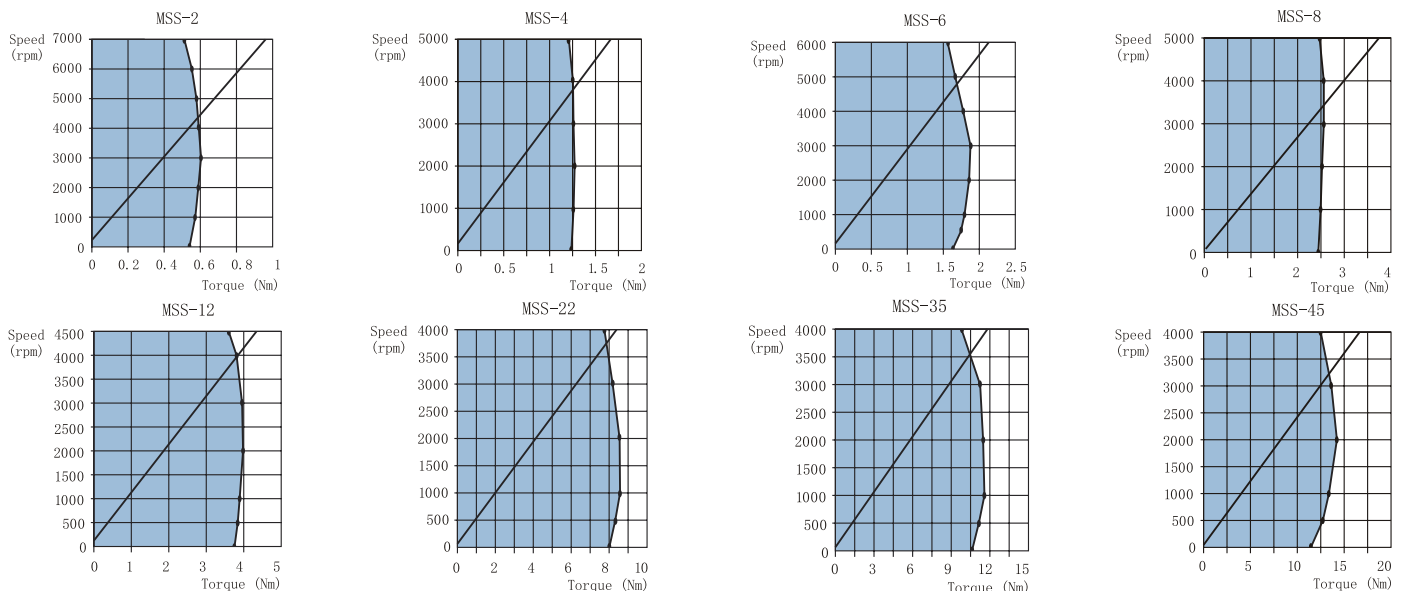 MSS-2
Speed
(rpm)
7000
6000
5000
4000
3000
2000
1000
0
0 0.2 0.4 0.6 0.8 1
Torque (Nm)
MSS-4
Speed
(rpm)
5000
4000
3000
2000
1000
0
0 0.5 1 1.5 2
Torque (Nm)
MSS-6
Speed
(rpm)
6000
5000
4000
3000
2000
1000
0
0 0.5 1 1.5 2 2.5
Torque (Nm)
MSS-8
Speed
(rpm)
5000
4000
3000
2000
1000
0
0 1 2 3 4
Torque (Nm)
MSS-12
Speed
(rpm)
4500
4000
3500
3000
2500
2000
1500
1000
500
0
0 1 2 3 4 5
Torque (Nm)
MSS-22
Speed
(rpm)
4000
3500
3000
2500
2000
1500
1000
500
0
0 2 4 6 8 10
Torque (Nm)
MSS-35
Speed
(rpm)
4000
3500
3000
2500
2000
1500
1000
500
0
0 3 6 9 12 15
Torque (Nm)
MSS-45
Speed
(rpm)
4000
3500
3000
2500
2000
1500
1000
500
0
0 5 10 15 20
Torque (Nm)